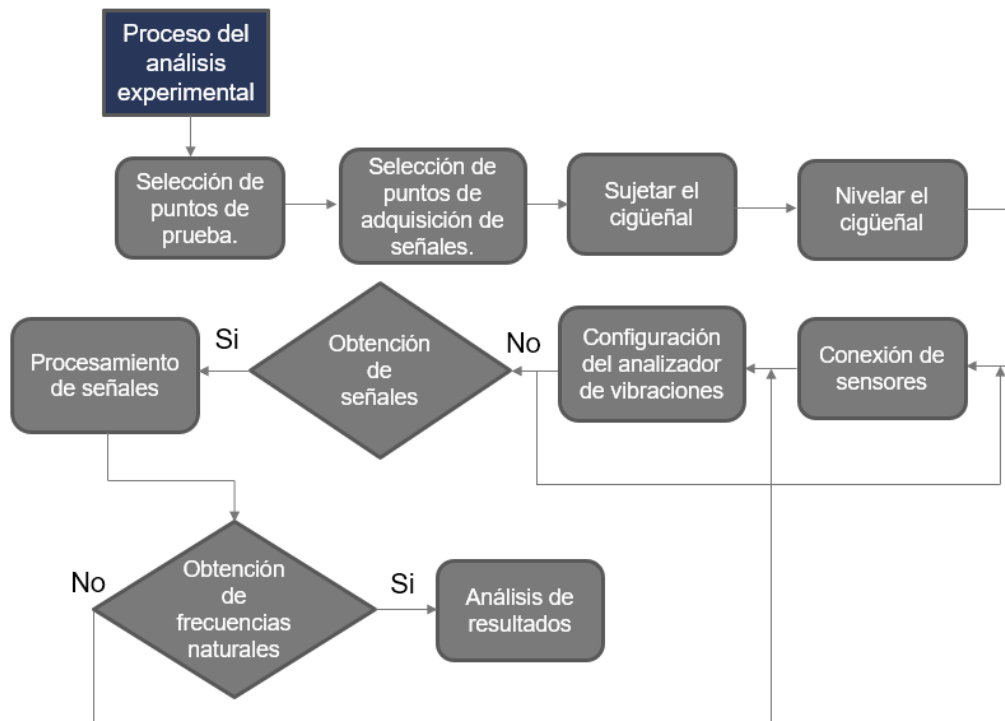 Proceso del
análisis
experimental
Selección de
puntos de
prueba.
Selección de
puntos de
adquisición de
señales.
Sujetar el
cigüeñal
Nivelar el
cigüeñal
Conexión de
sensores
Configuración
del analizador
de vibraciones
No
Obtención
de
señales
Si
Procesamiento
de señales
Obtención
de
frecuencias
naturales
No
Si
Análisis de
resultados